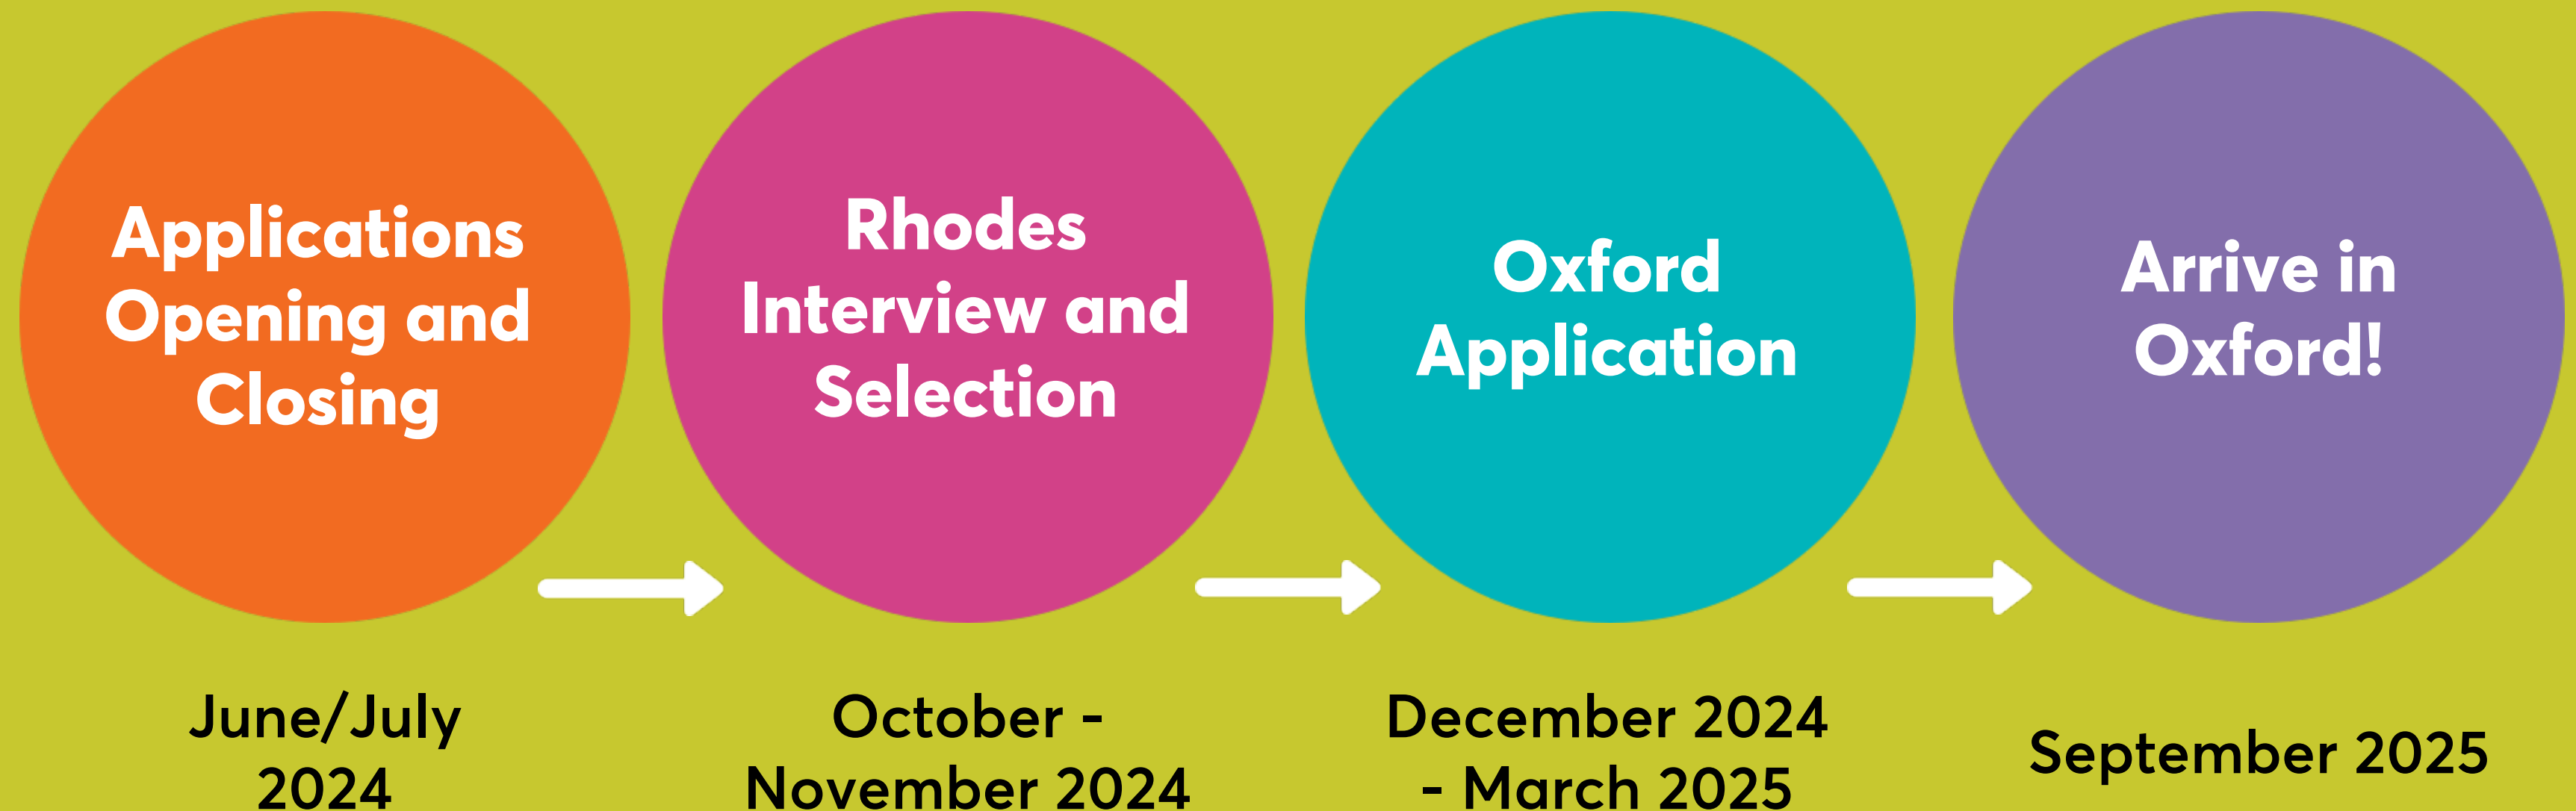 Applications
Opening and
Closing
Rhodes
Interview and
Selection
Oxford
Application
Arrive in
Oxford!
June/July
2024
October -
November 2024
December 2024
- March 2025
September 2025